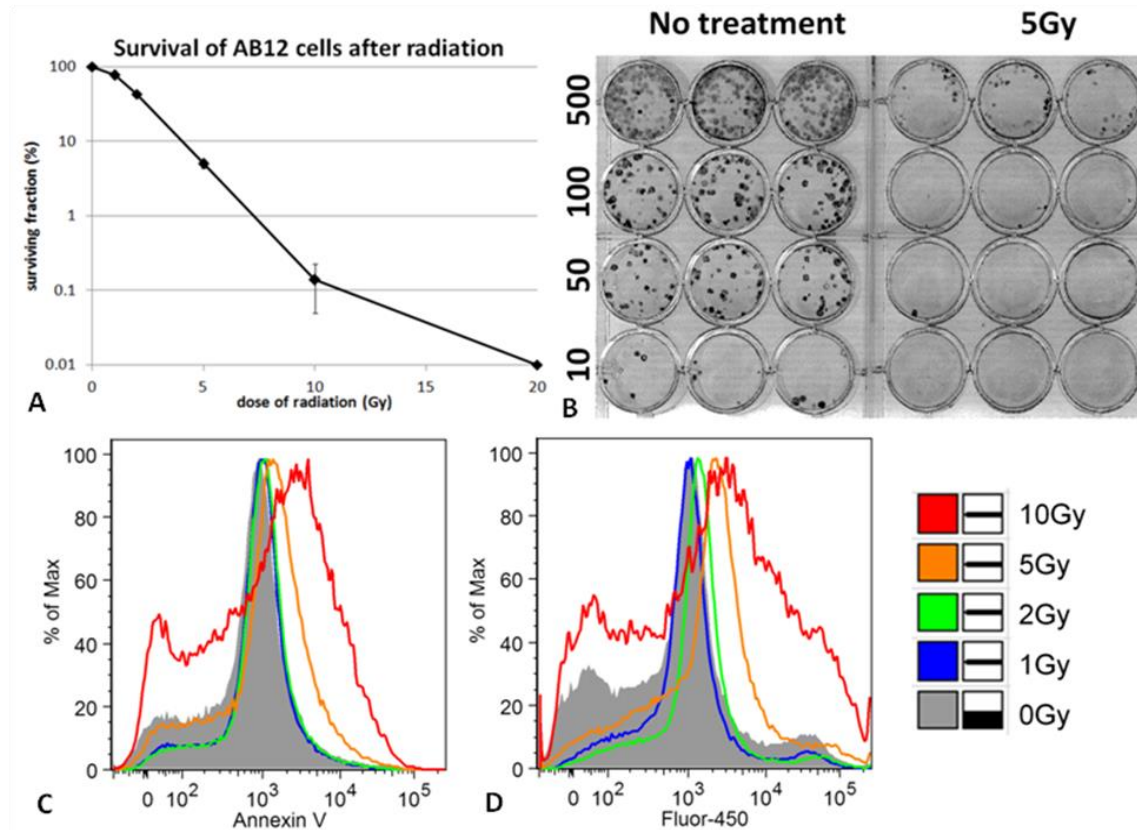 Survival of AB12 cells after radiation
100
10
1
0.1
0.01
surviving fraction (%)
0 5 10 15 20
dose of radiation (Gy)
A
No treatment 5Gy
500
100
50
10
B
100
80
60
40
20
0
% of Max
0 10² 10³ 10⁴ 10⁵
Annexin V
C
100
80
60
40
20
0
% of Max
0 10² 10³ 10⁴ 10⁵
Fluor-450
D
10Gy
5Gy
2Gy
1Gy
0Gy